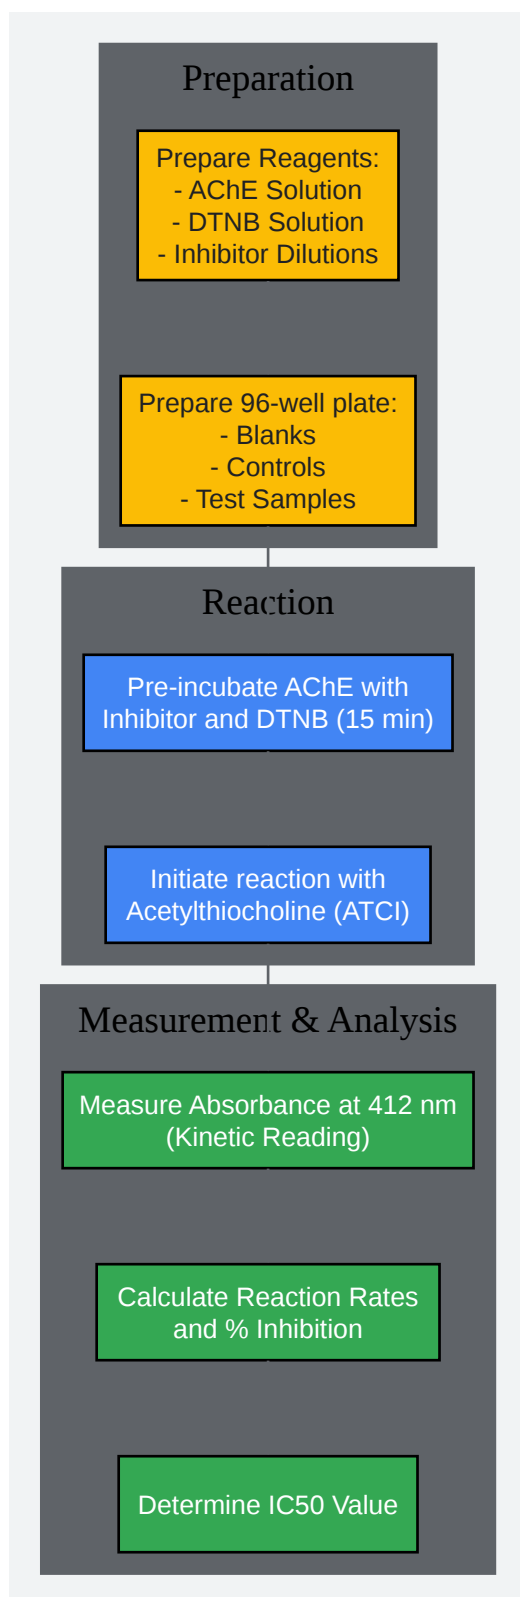 Preparation
Prepare Reagents:
- AChE Solution
- DTNB Solution
- Inhibitor Dilutions
Prepare 96-well plate:
- Blanks
- Controls
- Test Samples
Reaction
Pre-incubate AChE with
Inhibitor and DTNB (15 min)
Initiate reaction with
Acetylthiocholine (ATCI)
Measurement & Analysis
Measure Absorbance at 412 nm
(Kinetic Reading)
Calculate Reaction Rates
and % Inhibition
Determine IC50 Value